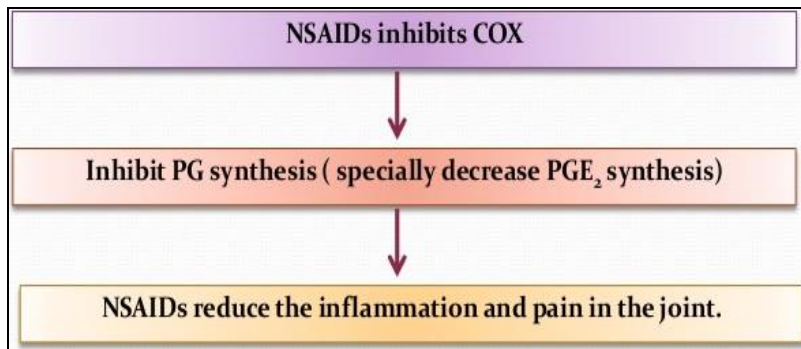 NSAIDs inhibits COX
Inhibit PG synthesis ( specially decrease PGE₂ synthesis)
NSAIDs reduce the inflammation and pain in the joint.